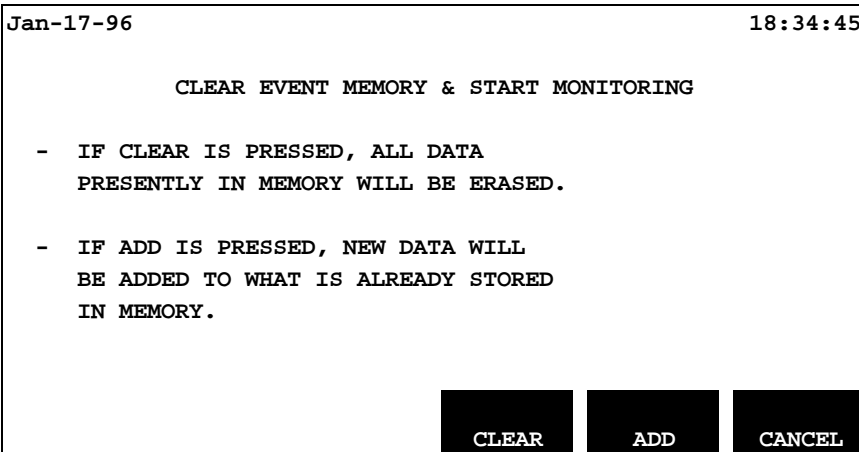 Jan-17-96 18:34:45
CLEAR EVENT MEMORY & START MONITORING
- IF CLEAR IS PRESSED, ALL DATA
PRESENTLY IN MEMORY WILL BE ERASED.
- IF ADD IS PRESSED, NEW DATA WILL
BE ADDED TO WHAT IS ALREADY STORED
IN MEMORY.
CLEAR ADD CANCEL